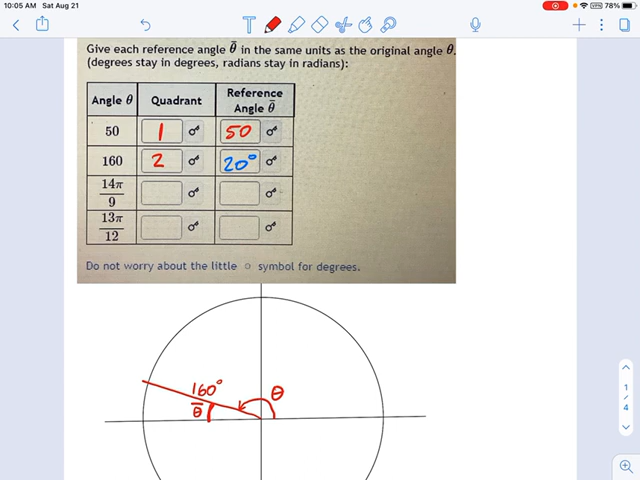 10:05 AM Sat Aug 21
VPN 78%
Give each reference angle θ̄ in the same units as the original angle θ.
(degrees stay in degrees, radians stay in radians):
Angle θ Quadrant Reference Angle θ̄
50 1 50
160 2 20°
14π/9
13π/12
Do not worry about the little o symbol for degrees.
160°
θ̄
θ
1/4